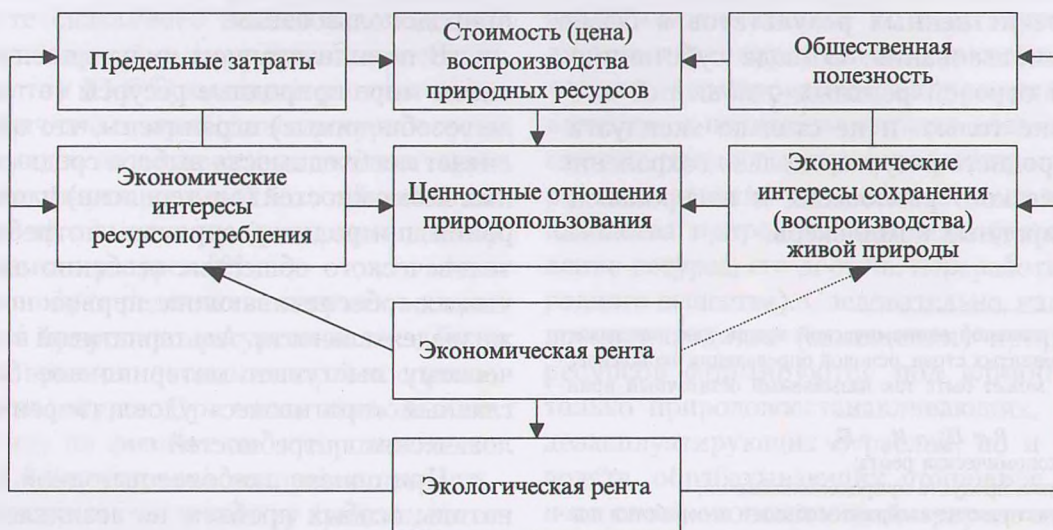 Предельные затраты
Стоимость (цена)
воспроизводства
природных ресурсов
Общественная
полезность
Экономические
интересы
ресурсопотребления
Ценностные отношения
природопользования
Экономические
интересы сохранения
(воспроизводства)
живой природы
Экономическая рента
Экологическая рента